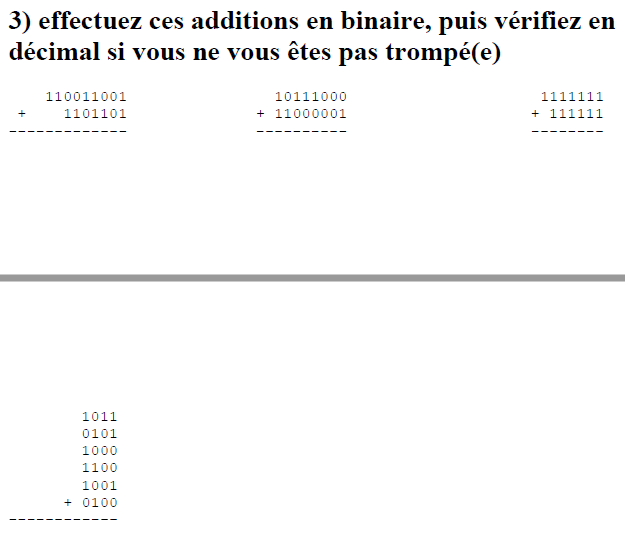 3) effectuez ces additions en binaire, puis vérifiez en
décimal si vous ne vous êtes pas trompé(e)
110011001 10111000 1111111
+ 1101101 + 11000001 + 111111
------------- ---------- --------
1011
0101
1000
1100
1001
+ 0100
------------